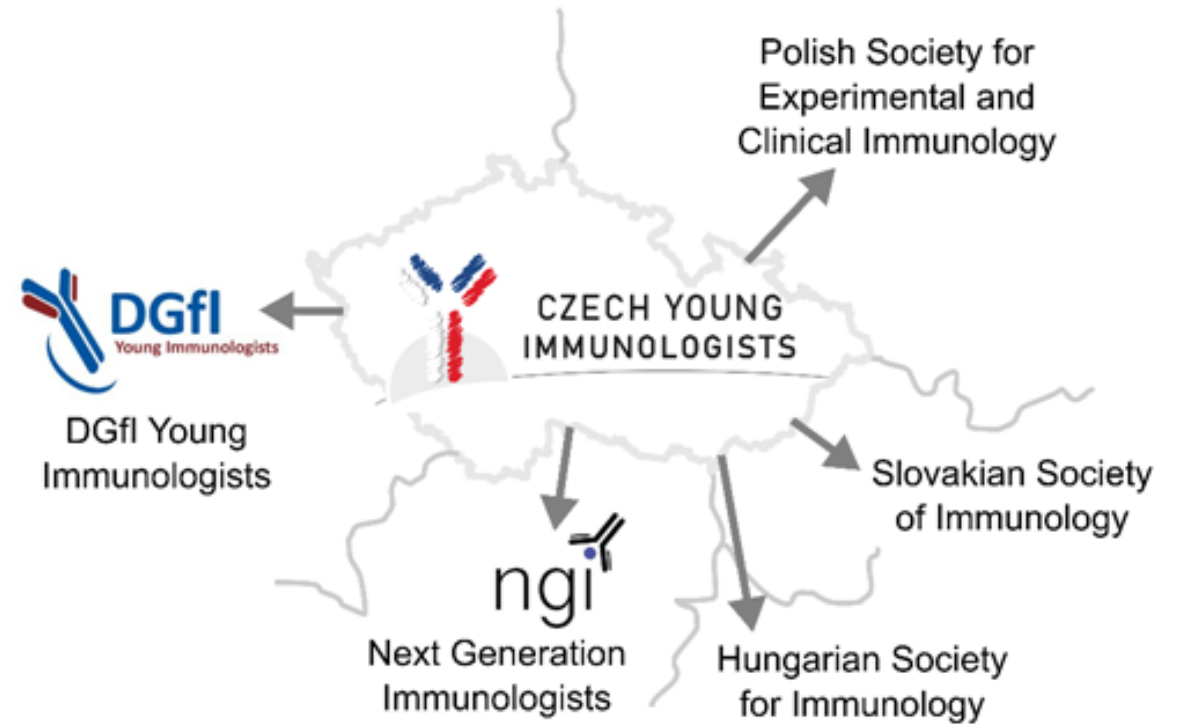 Polish Society for
Experimental and
Clinical Immunology
CZECH YOUNG
IMMUNOLOGISTS
DGfI
Young Immunologists
DGfI Young
Immunologists
Slovakian Society
of Immunology
ngi
Next Generation
Immunologists
Hungarian Society
for Immunology